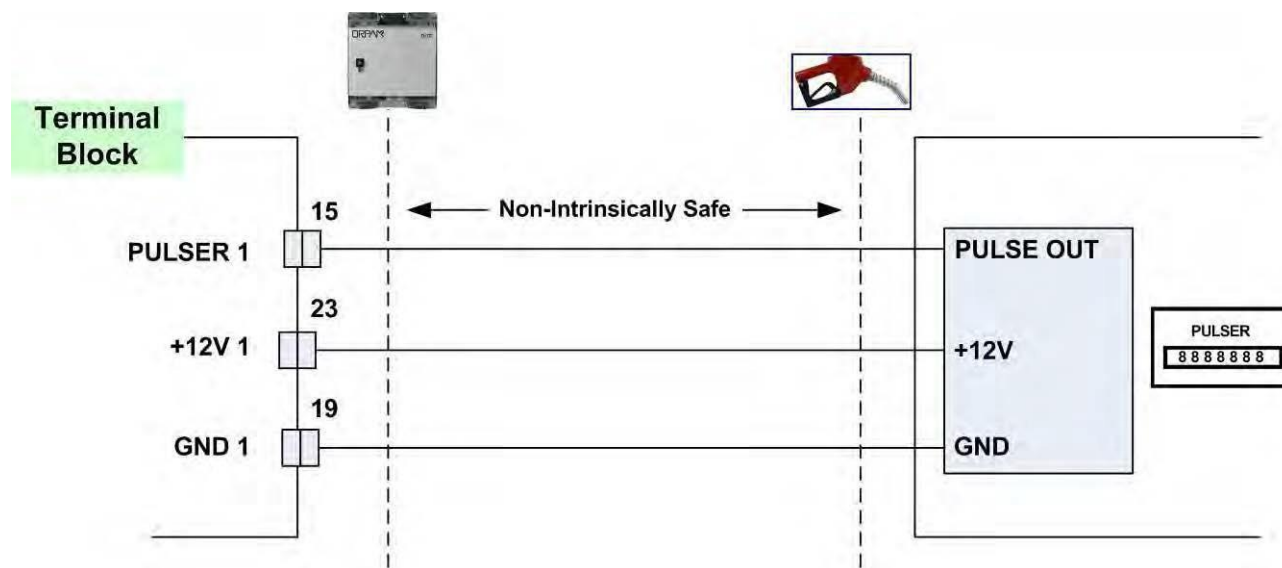 ORPAK
Terminal
Block
15
Non-Intrinsically Safe
PULSER 1
PULSE OUT
23
+12V 1
+12V
PULSER
8888888
19
GND 1
GND